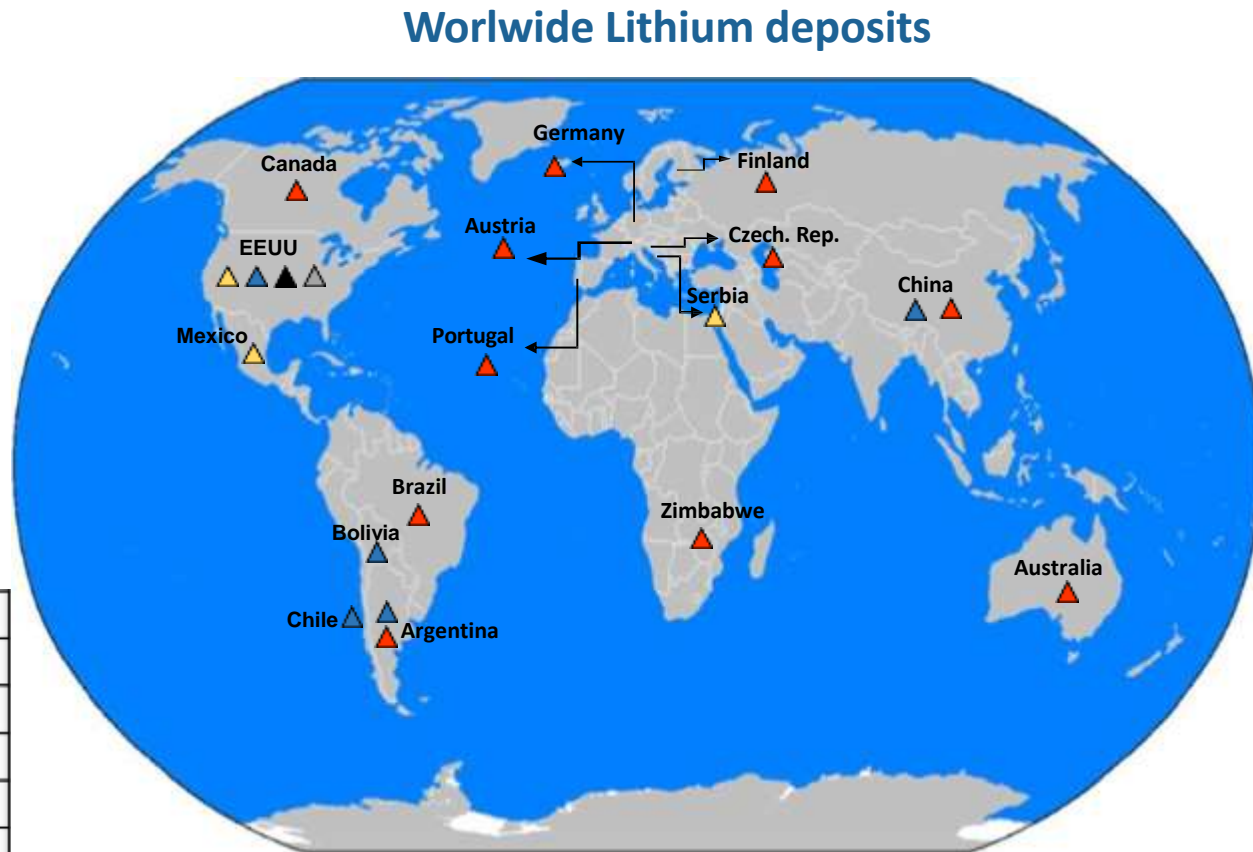 Worlwide Lithium deposits
Germany
Canada
Finland
Austria
EEUU
Czech. Rep.
China
Serbia
Mexico
Portugal
Brazil
Bolivia
Zimbabwe
Australia
Chile
Argentina